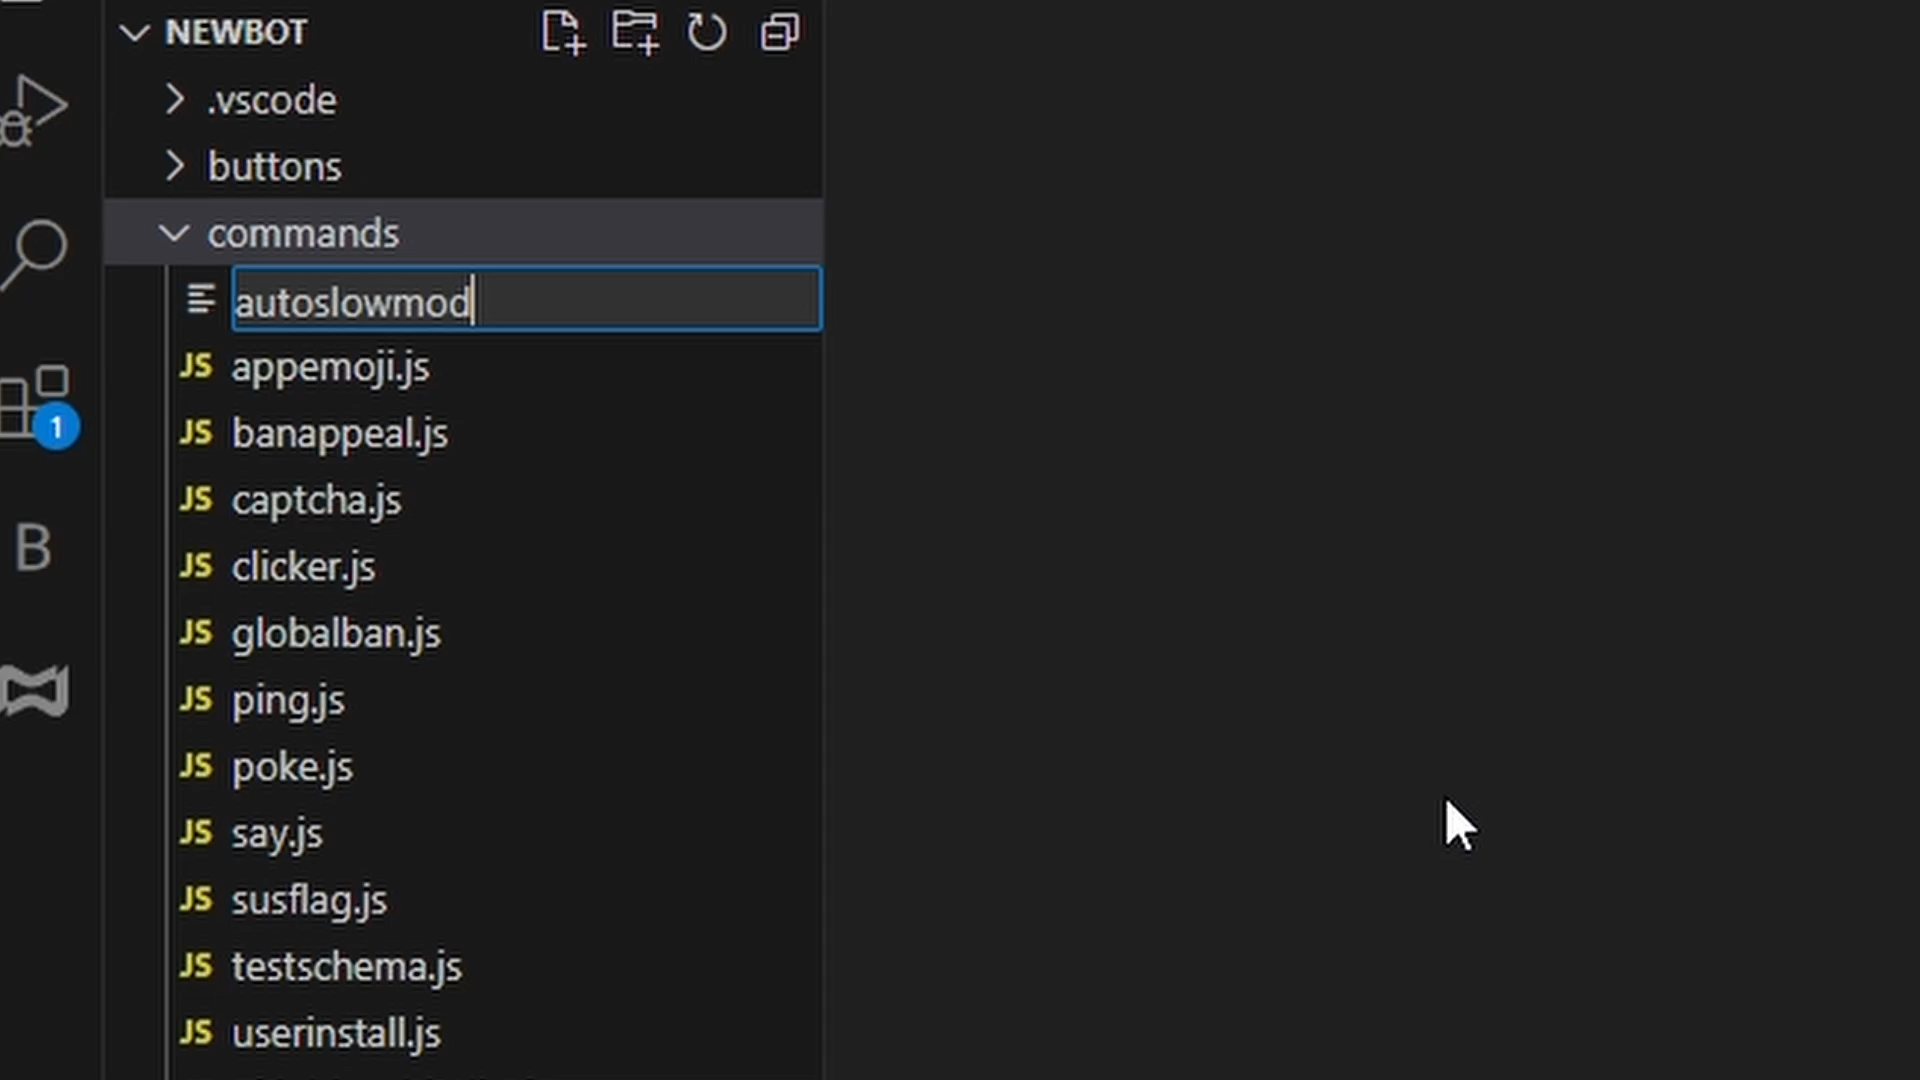 NEWBOT
.vscode
buttons
commands
autoslowmod
JS appemoji.js
JS banappeal.js
JS captcha.js
1
JS clicker.js
B
JS globalban.js
JS ping.js
JS poke.js
JS say.js
JS susflag.js
JS testschema.js
JS userinstall.js